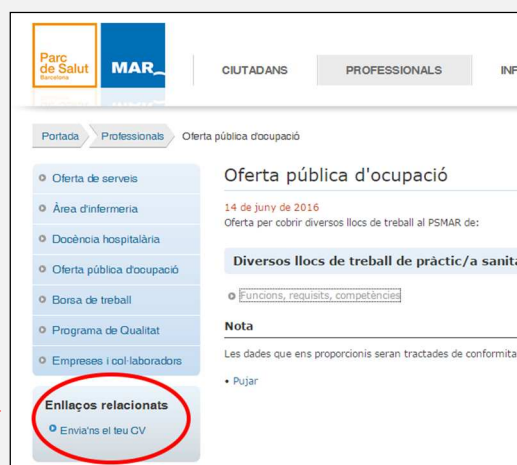 Parc
de Salut
Barcelona
MAR
CIUTADANS
PROFESSIONALS
Portada
Professionals
Oferta pública d'ocupació
Oferta de serveis
Àrea d'infermeria
Docència hospitalària
Oferta pública d'ocupació
Borsa de treball
Programa de Qualitat
Empreses i col·laboradors
Enllaços relacionats
Envia'ns el teu CV
Oferta pública d'ocupació
14 de juny de 2016
Oferta per cobrir diversos llocs de treball al PSMAR de:
Diversos llocs de treball de pràctic/a
Funcions, requisits, competències
Nota
Les dades que ens proporcionis seran tractades de
• Pujar